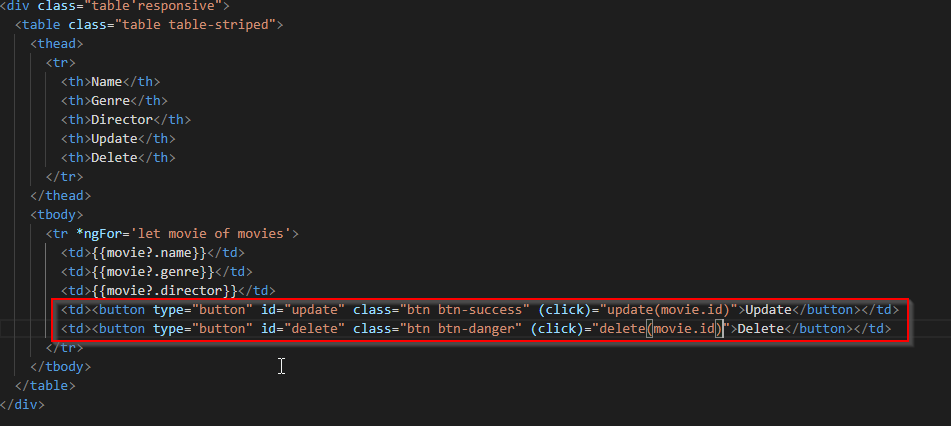 <div class="table'responsive">
<table class="table table-striped">
<thead>
<tr>
<th>Name</th>
<th>Genre</th>
<th>Director</th>
<th>Update</th>
<th>Delete</th>
</tr>
</thead>
<tbody>
<tr *ngFor='let movie of movies'>
<td>{{movie?.name}}</td>
<td>{{movie?.genre}}</td>
<td>{{movie?.director}}</td>
<td><button type="button" id="update" class="btn btn-success" (click)="update(movie.id)">Update</button></td>
<td><button type="button" id="delete" class="btn btn-danger" (click)="delete(movie.id)">Delete</button></td>
</tr>
</tbody>
</table>
</div>